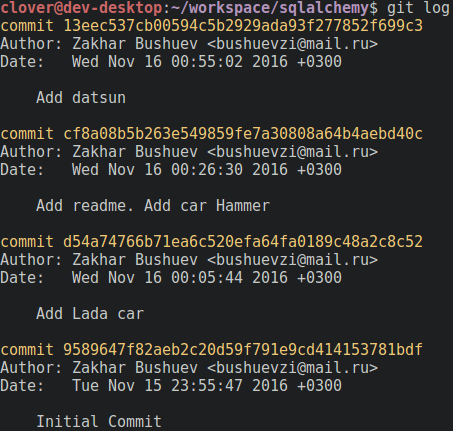 clover@dev-desktop:~/workspace/sqlalchemy$ git log
commit 13eec537cb00594c5b2929ada93f277852f699c3
Author: Zakhar Bushuev <bushuevzi@mail.ru>
Date:   Wed Nov 16 00:55:02 2016 +0300
    Add datsun
commit cf8a08b5b263e549859fe7a30808a64b4aebd40c
Author: Zakhar Bushuev <bushuevzi@mail.ru>
Date:   Wed Nov 16 00:26:30 2016 +0300
    Add readme. Add car Hammer
commit d54a74766b71ea6c520efa64fa0189c48a2c8c52
Author: Zakhar Bushuev <bushuevzi@mail.ru>
Date:   Wed Nov 16 00:05:44 2016 +0300
    Add Lada car
commit 9589647f82aeb2c20d59f791e9cd414153781bdf
Author: Zakhar Bushuev <bushuevzi@mail.ru>
Date:   Tue Nov 15 23:55:47 2016 +0300
    Initial Commit